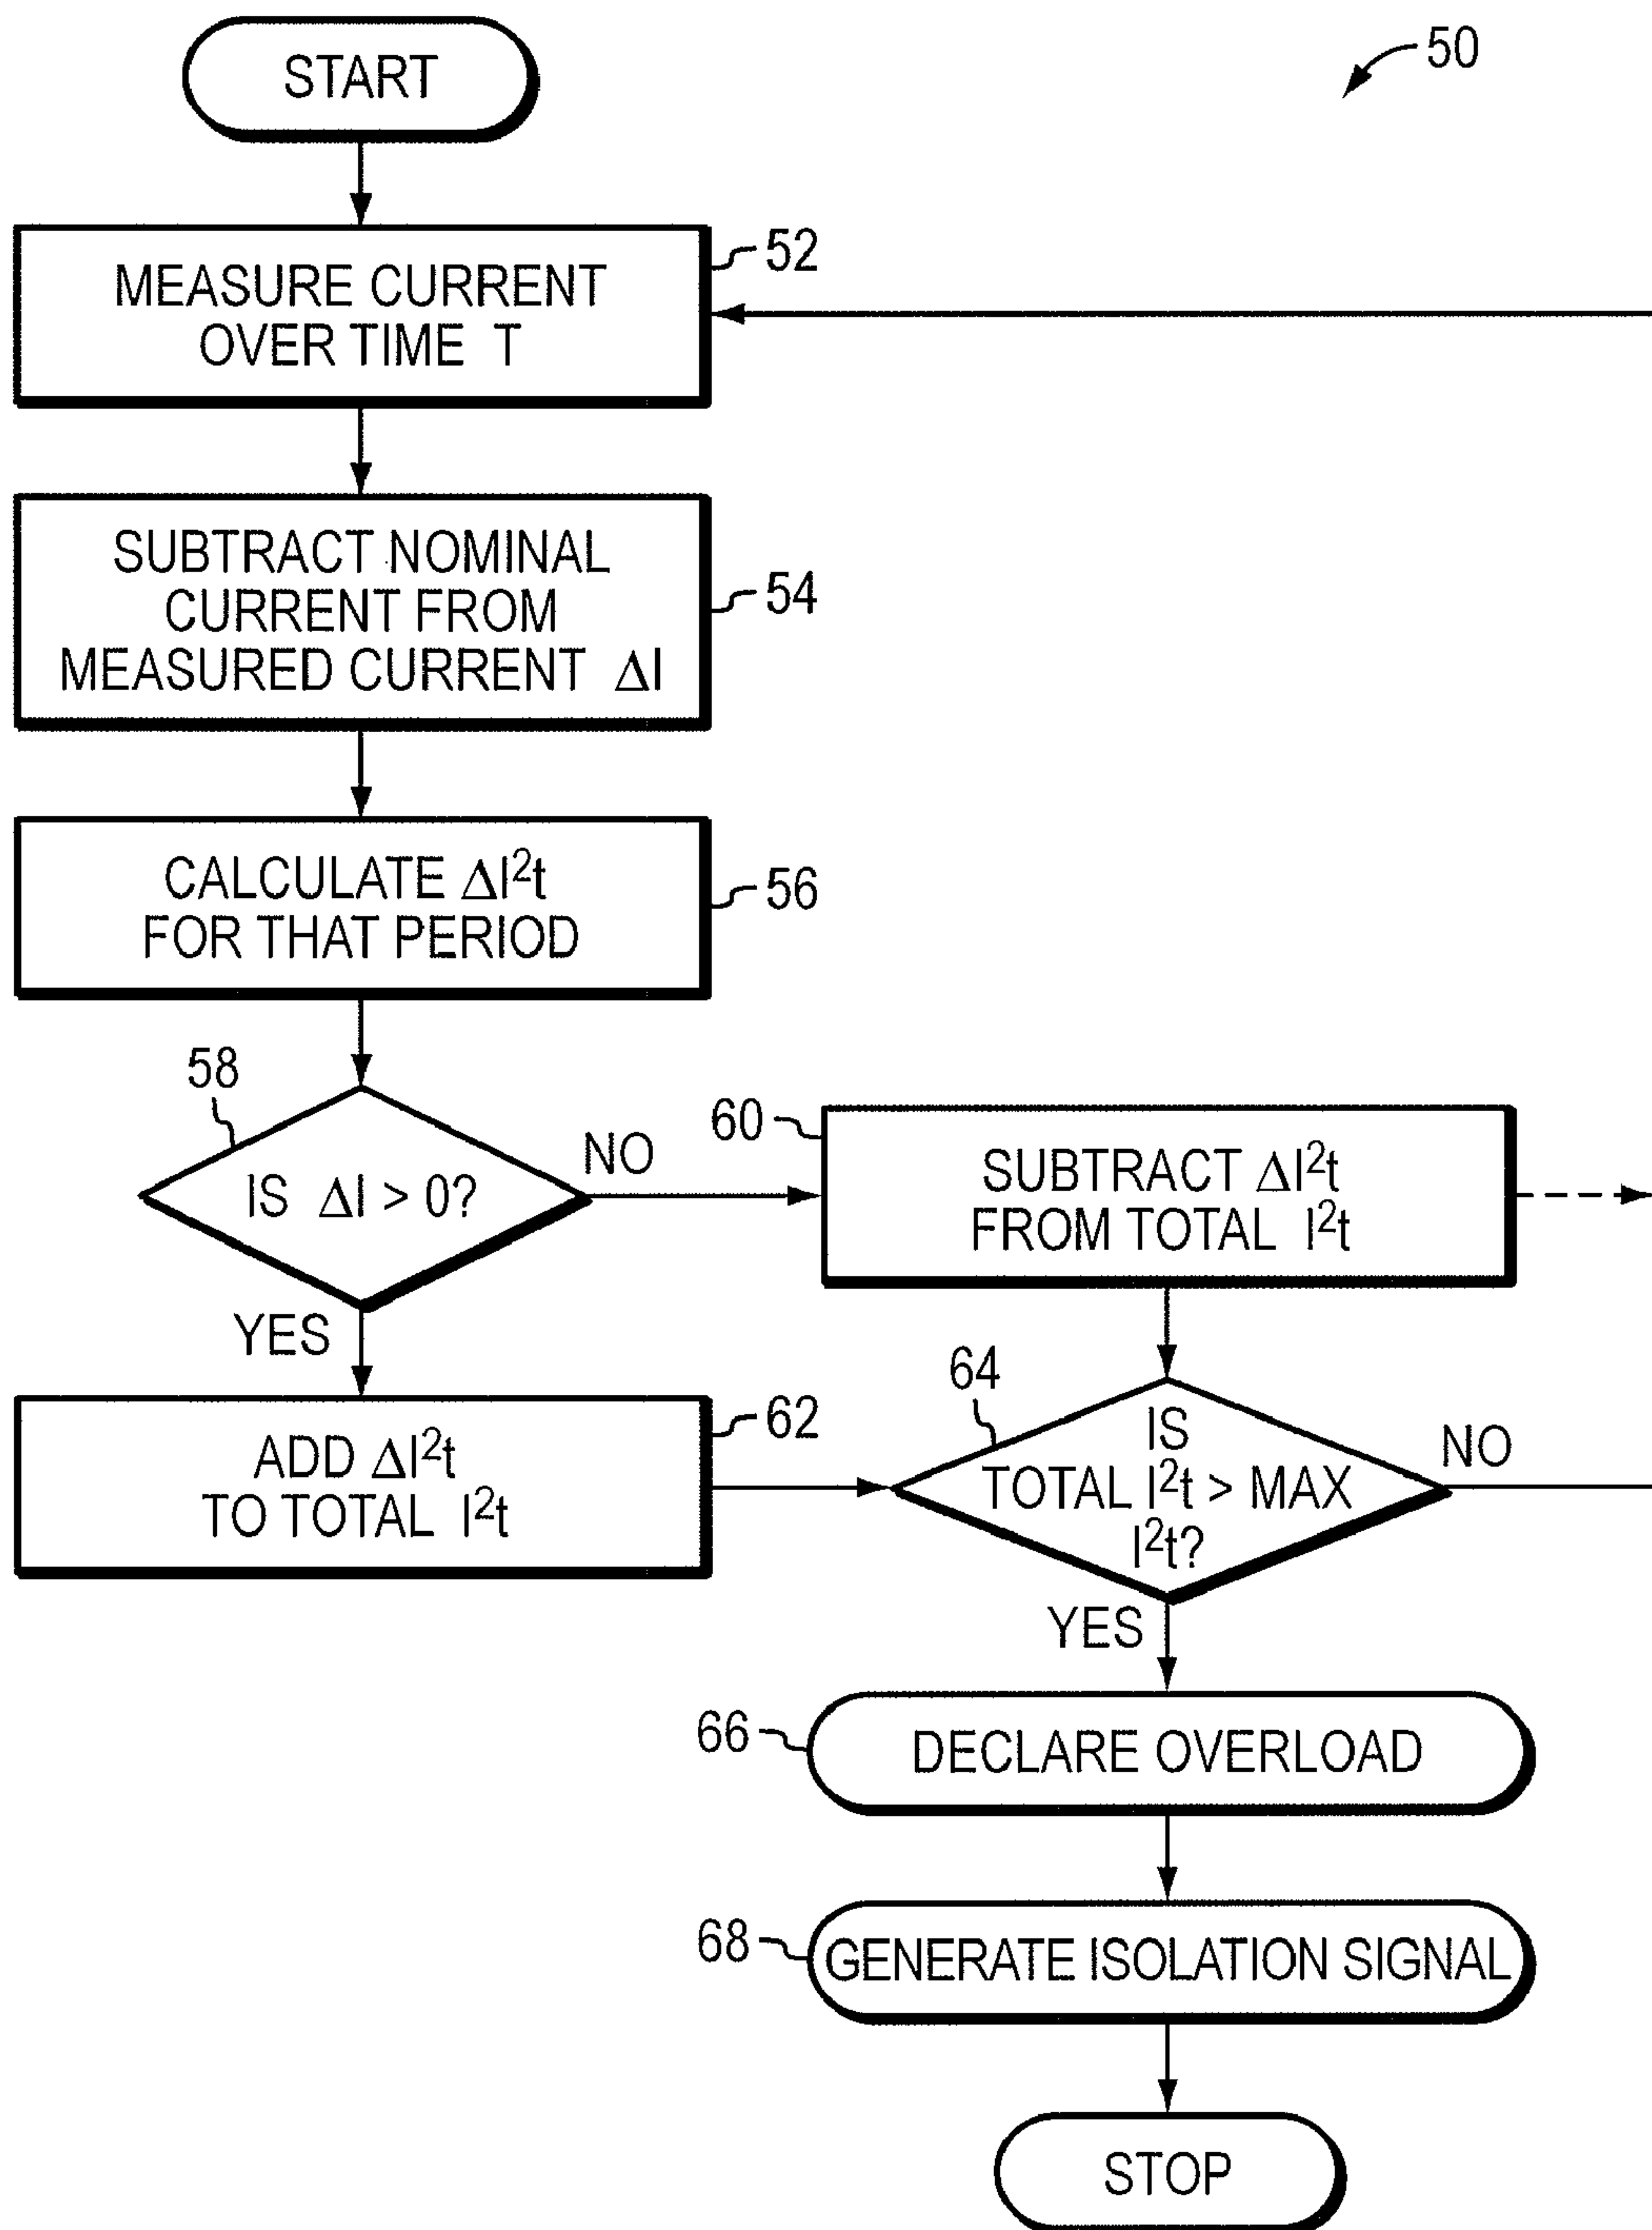 START
50
52
MEASURE CURRENT
OVER TIME T
SUBTRACT NOMINAL
CURRENT FROM
MEASURED CURRENT ΔI
54
CALCULATE ΔI²t
FOR THAT PERIOD
56
58
IS ΔI > 0?
NO
YES
60
SUBTRACT ΔI²t
FROM TOTAL I²t
62
ADD ΔI²t
TO TOTAL I²t
64
IS
TOTAL I²t > MAX
I²t?
NO
YES
66
DECLARE OVERLOAD
68
GENERATE ISOLATION SIGNAL
STOP